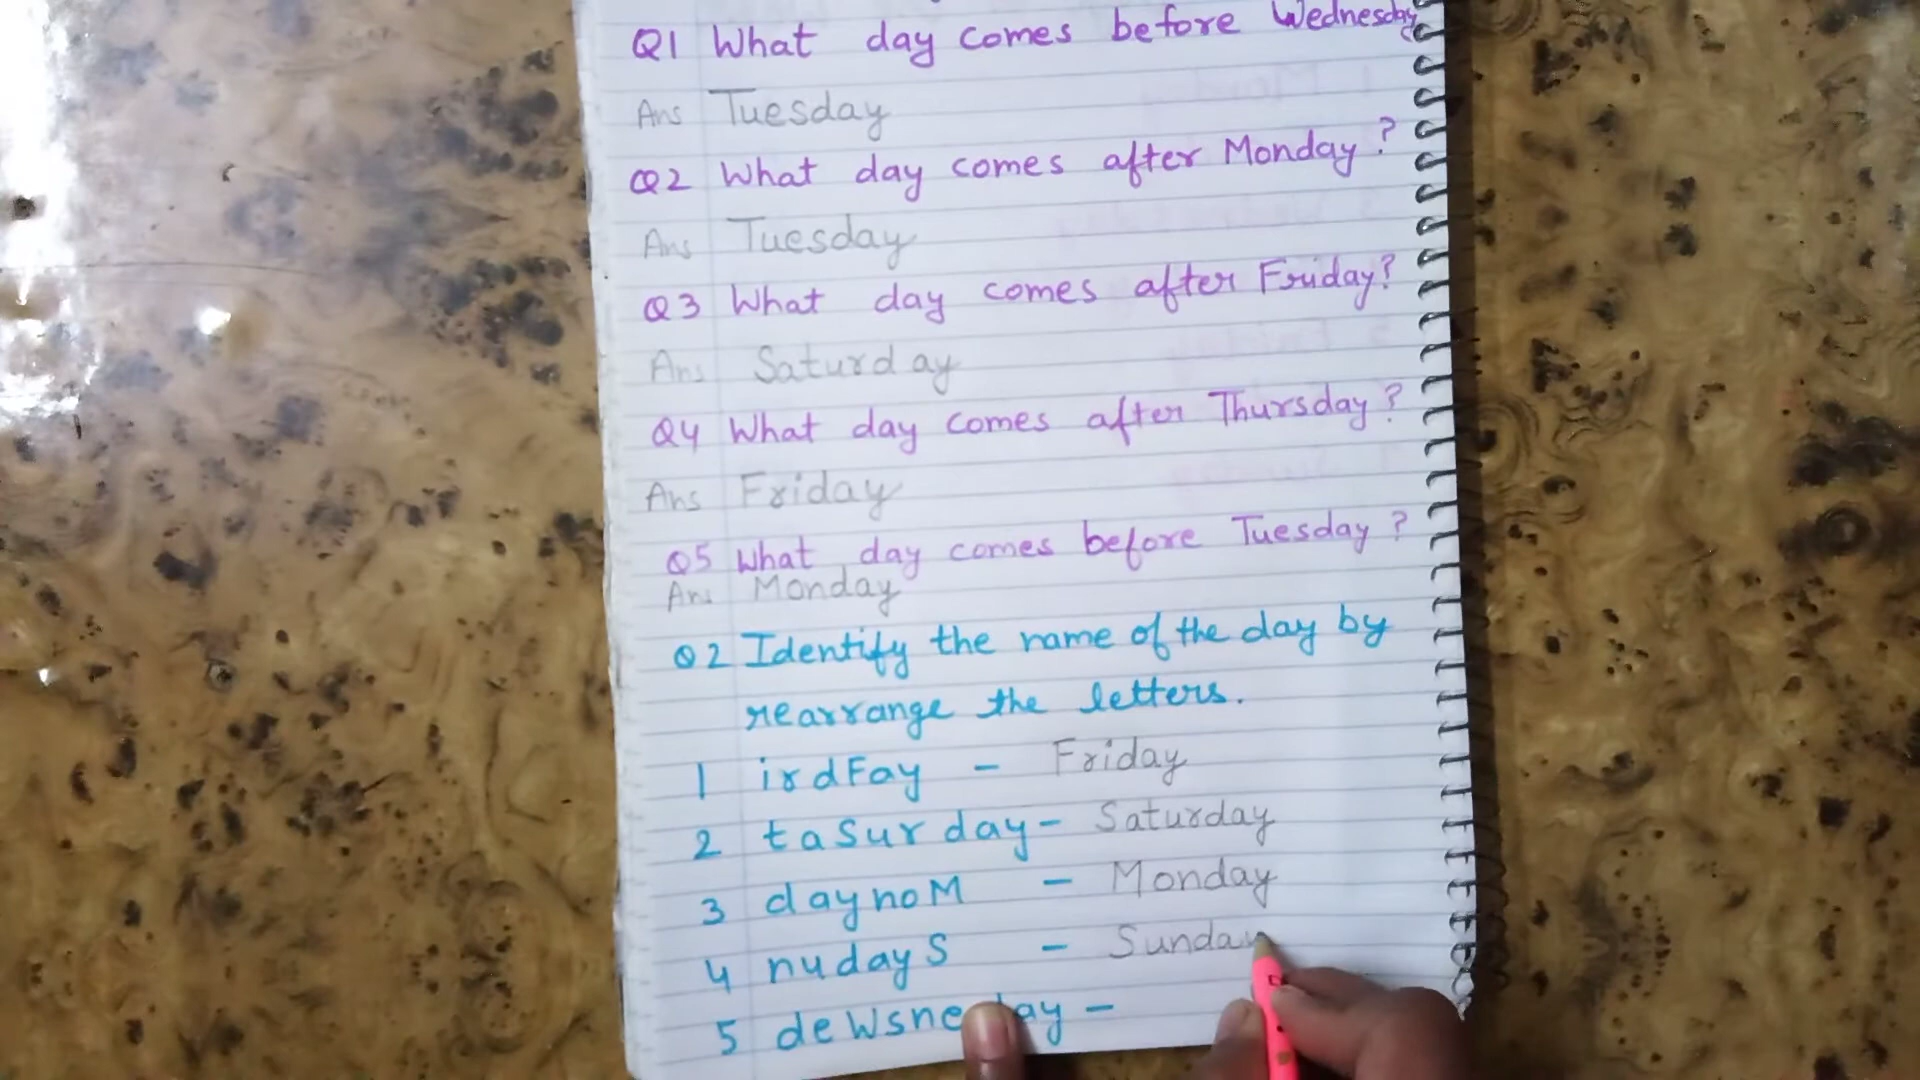 Q1 What day comes before Wednesday
Ans Tuesday
Q2 What day comes after Monday?
Ans Tuesday
Q3 What day comes after Friday?
Ans Saturday
Q4 What day comes after Thursday?
Ans Friday
Q5 What day comes before Tuesday?
Ans Monday
Q2 Identify the name of the day by
rearrange the letters.
1 irdFay - Friday
2 taSurday - Saturday
3 daynoM - Monday
4 nudayS - Sunday
5 deWsne ay -